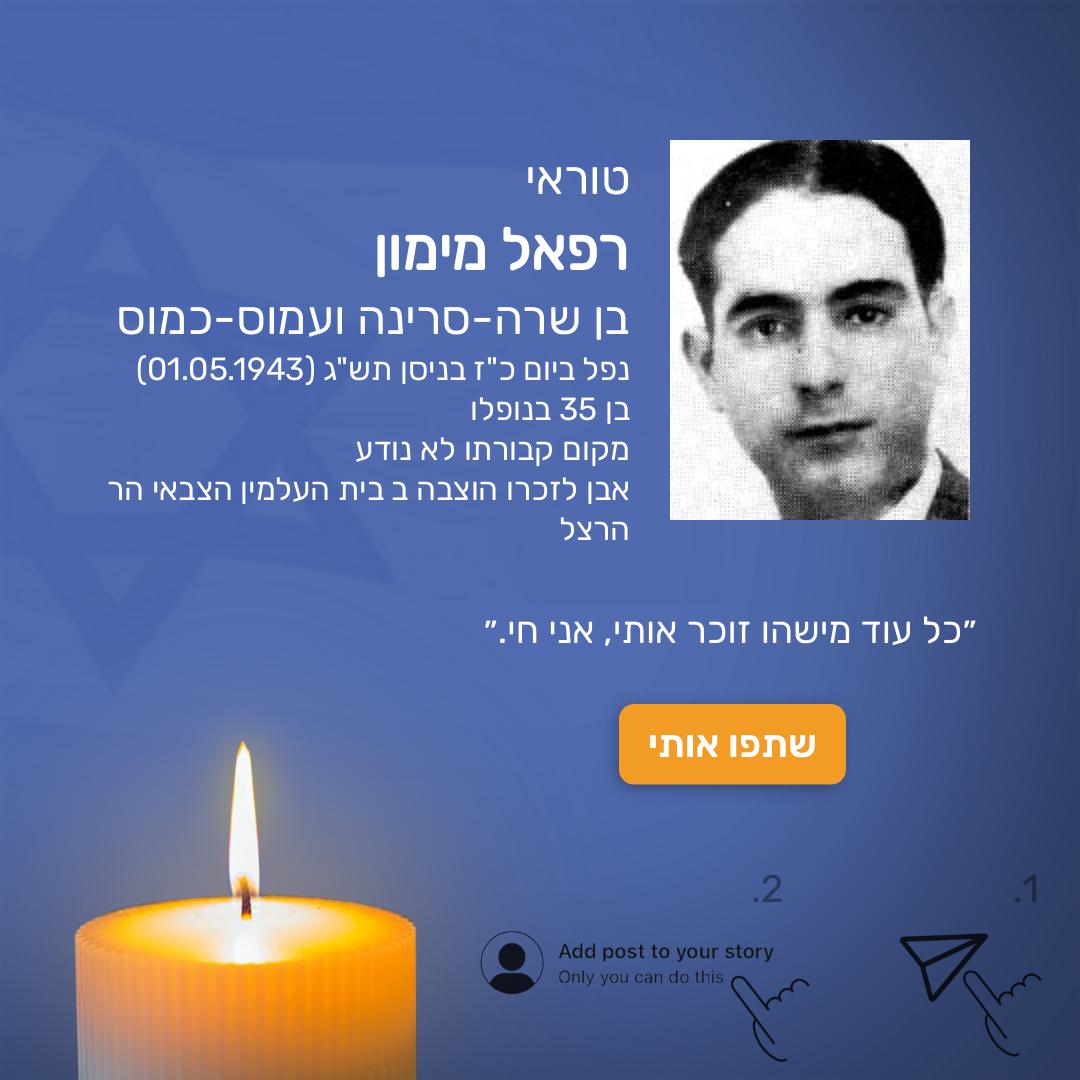 טוראי
רפאל מימון
בן שרה-סרינה ועמוס-כמוס
נפל ביום כ"ז בניסן תש"ג (01.05.1943)
בן 35 בנופלו
מקום קבורתו לא נודע
אבן לזכרו הוצבה ב בית העלמין הצבאי הר
הרצל
״כל עוד מישהו זוכר אותי, אני חי.״
שתפו אותי
1.
2.
Add post to your story
Only you can do this